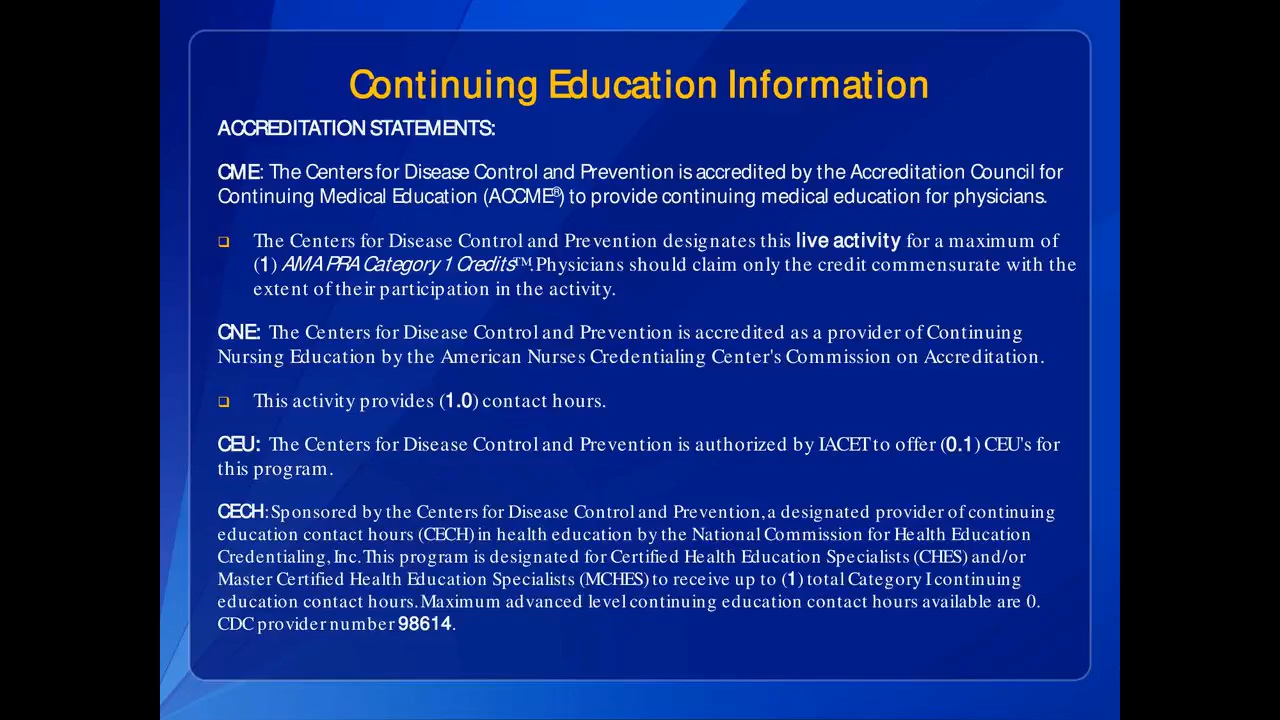 Continuing Education Information
ACCREDITATION STATEMENTS:
CME: The Centers for Disease Control and Prevention is accredited by the Accreditation Council for
Continuing Medical Education (ACCME®) to provide continuing medical education for physicians.
❑ The Centers for Disease Control and Prevention designates this live activity for a maximum of
(1) AMA PRA Category 1 Credits™. Physicians should claim only the credit commensurate with the
extent of their participation in the activity.
CNE: The Centers for Disease Control and Prevention is accredited as a provider of Continuing
Nursing Education by the American Nurses Credentialing Center's Commission on Accreditation.
❑ This activity provides (1.0) contact hours.
CEU: The Centers for Disease Control and Prevention is authorized by IACET to offer (0.1) CEU's for
this program.
CECH: Sponsored by the Centers for Disease Control and Prevention, a designated provider of continuing
education contact hours (CECH) in health education by the National Commission for Health Education
Credentialing, Inc. This program is designated for Certified Health Education Specialists (CHES) and/or
Master Certified Health Education Specialists (MCHES) to receive up to (1) total Category I continuing
education contact hours. Maximum advanced level continuing education contact hours available are 0.
CDC provider number 98614.